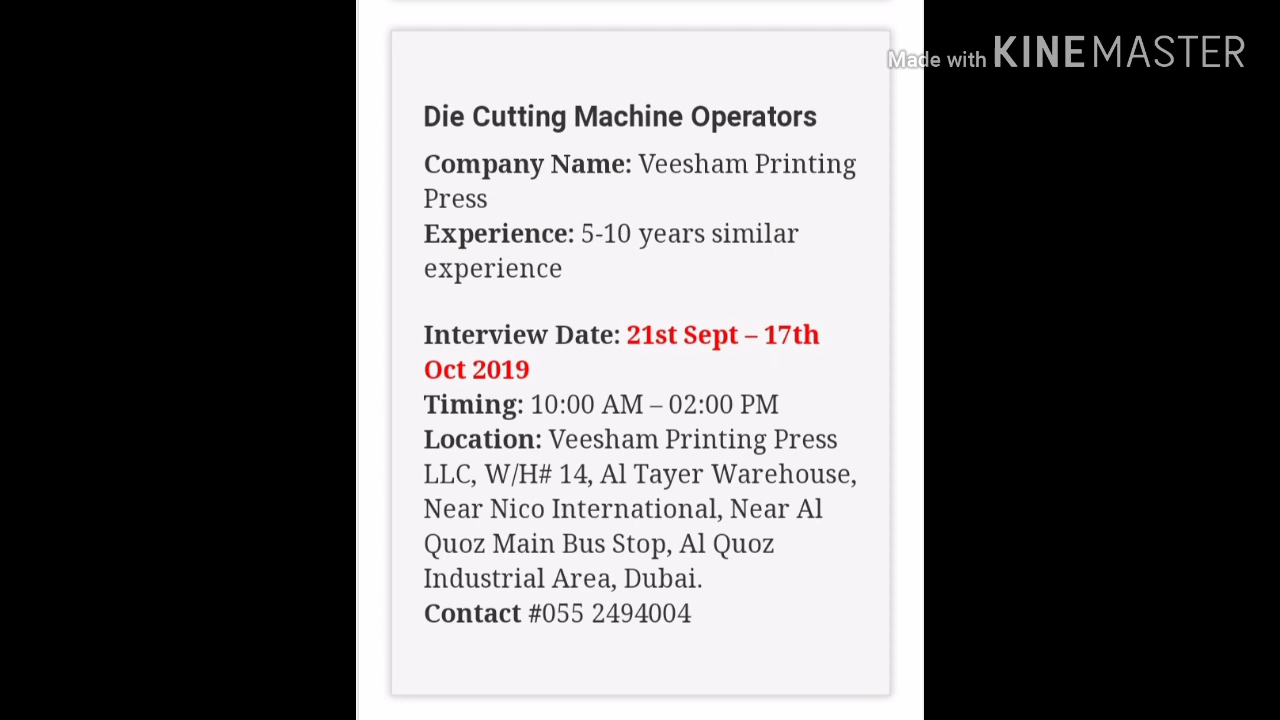 Made with KINEMASTER
Die Cutting Machine Operators
Company Name: Veesham Printing
Press
Experience: 5-10 years similar
experience
Interview Date: 21st Sept – 17th
Oct 2019
Timing: 10:00 AM – 02:00 PM
Location: Veesham Printing Press
LLC, W/H# 14, Al Tayer Warehouse,
Near Nico International, Near Al
Quoz Main Bus Stop, Al Quoz
Industrial Area, Dubai.
Contact #055 2494004